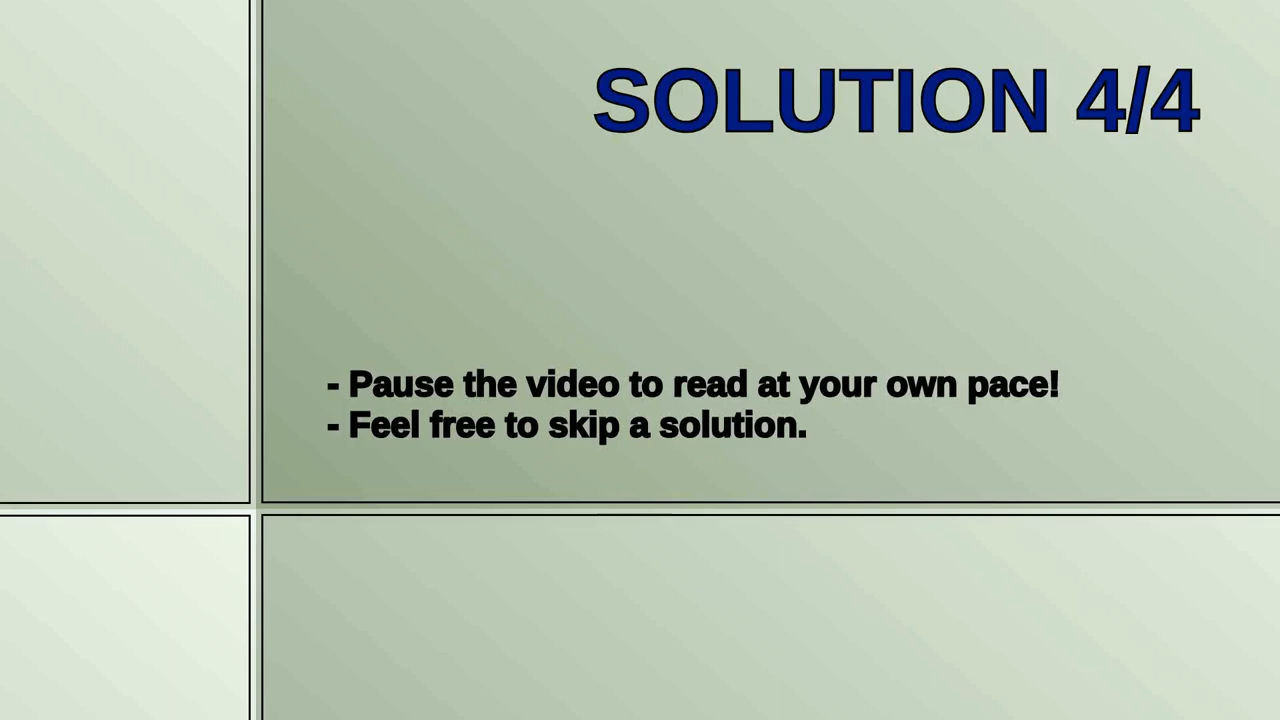 SOLUTION 4/4
- Pause the video to read at your own pace!
- Feel free to skip a solution.